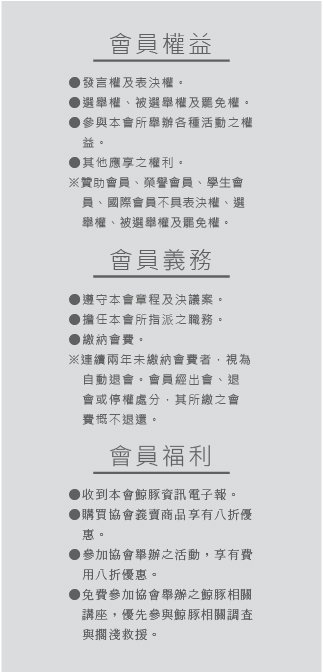 會員權益
●發言權及表決權。
●選舉權、被選舉權及罷免權。
●參與本會所舉辦各種活動之權
益。
●其他應享之權利。
※贊助會員、榮譽會員、學生會
員、國際會員不具表決權、選
舉權、被選舉權及罷免權。
會員義務
●遵守本會章程及決議案。
●擔任本會所指派之職務。
●繳納會費。
※連續兩年未繳納會費者，視為
自動退會。會員經出會、退
會或停權處分，其所繳之會
費概不退還。
會員福利
●收到本會鯨豚資訊電子報。
●購買協會義賣商品享有八折優
惠。
●參加協會舉辦之活動，享有費
用八折優惠。
●免費參加協會舉辦之鯨豚相關
講座，優先參與鯨豚相關調查
與擱淺救援。